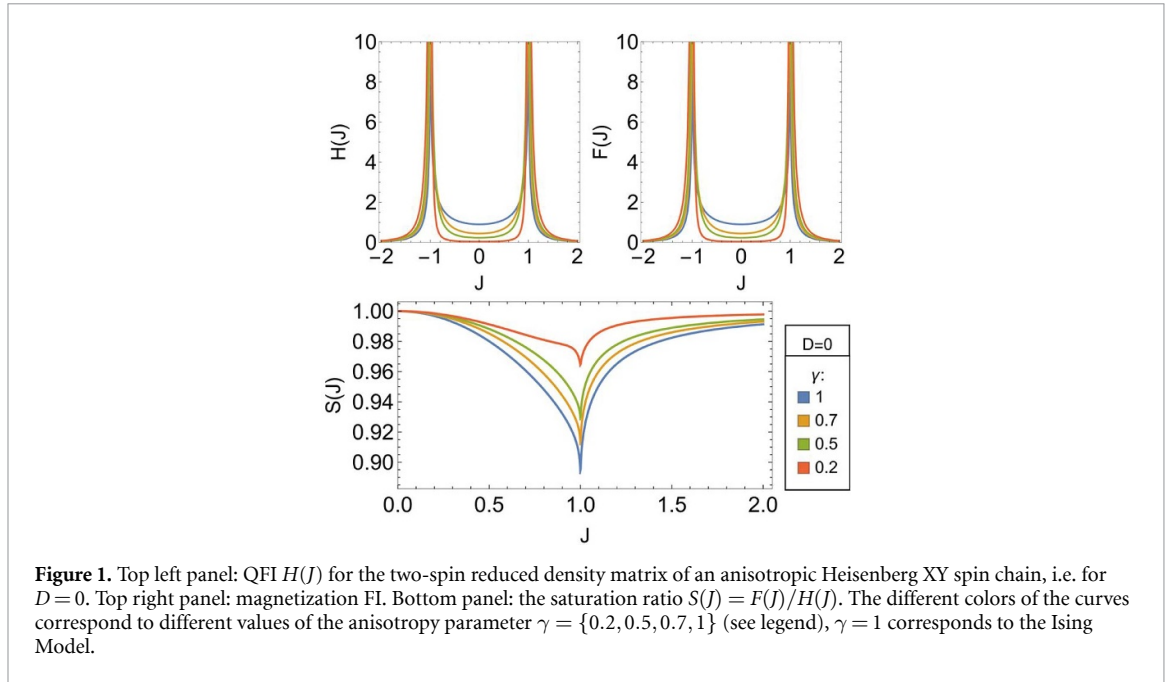 10
8
6
4
2
0
H(J)
−2 −1 0 1 2
J
10
8
6
4
2
0
F(J)
−2 −1 0 1 2
J
1.00
0.98
0.96
0.94
0.92
0.90
S(J)
0.0 0.5 1.0 1.5 2.0
J
D=0
γ:
1
0.7
0.5
0.2
Figure 1. Top left panel: QFI H(J) for the two-spin reduced density matrix of an anisotropic Heisenberg XY spin chain, i.e. for
D = 0. Top right panel: magnetization FI. Bottom panel: the saturation ratio S(J) = F(J)/H(J). The different colors of the curves
correspond to different values of the anisotropy parameter γ = {0.2, 0.5, 0.7, 1} (see legend), γ = 1 corresponds to the Ising
Model.